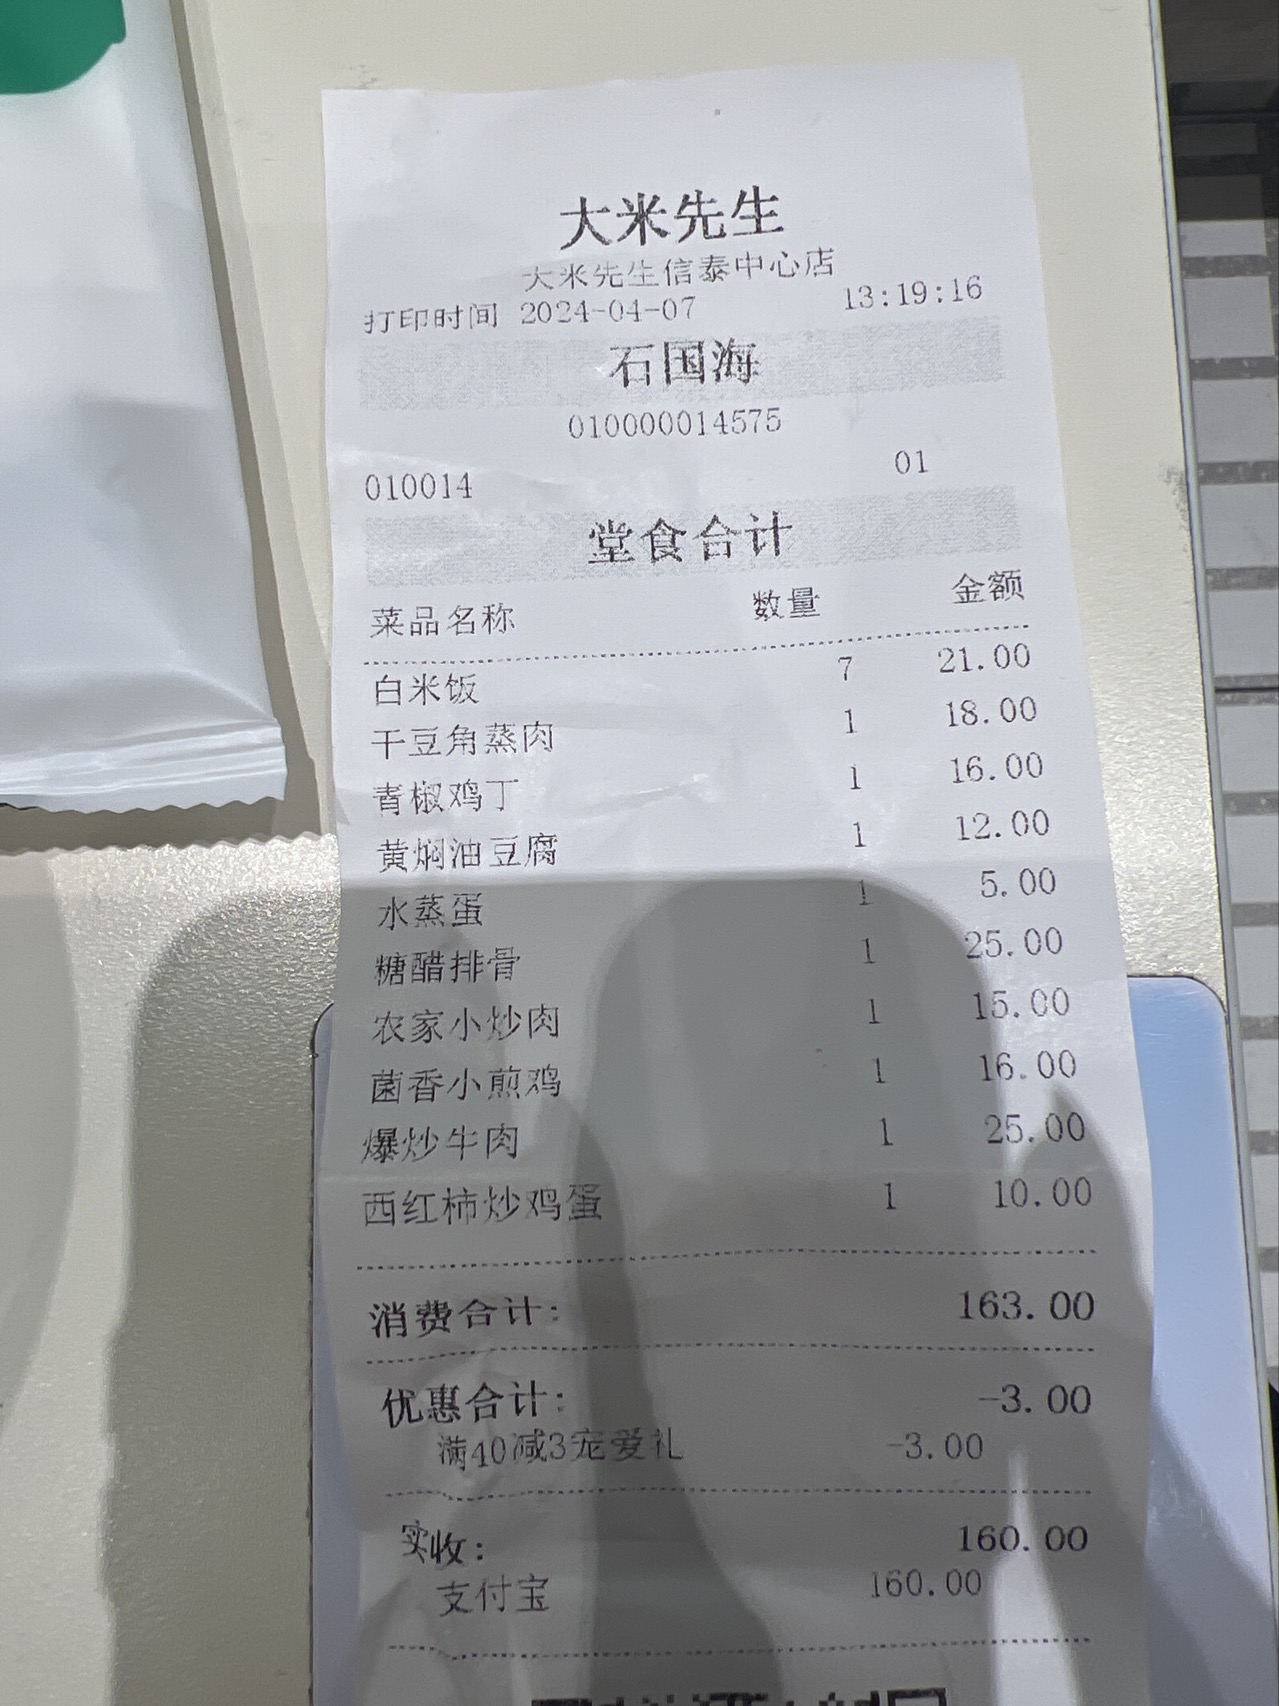 大米先生
大米先生信泰中心店
打印时间 2024-04-07 13:19:16
石国海
010000014575
010014 01
堂食合计
菜品名称 数量 金额
白米饭 7 21.00
干豆角蒸肉 1 18.00
青椒鸡丁 1 16.00
黄焖油豆腐 1 12.00
水蒸蛋 1 5.00
糖醋排骨 1 25.00
农家小炒肉 1 15.00
菌香小煎鸡 1 16.00
爆炒牛肉 1 25.00
西红柿炒鸡蛋 1 10.00
消费合计: 163.00
优惠合计: -3.00
满40减3宠爱礼 -3.00
实收: 160.00
支付宝 160.00